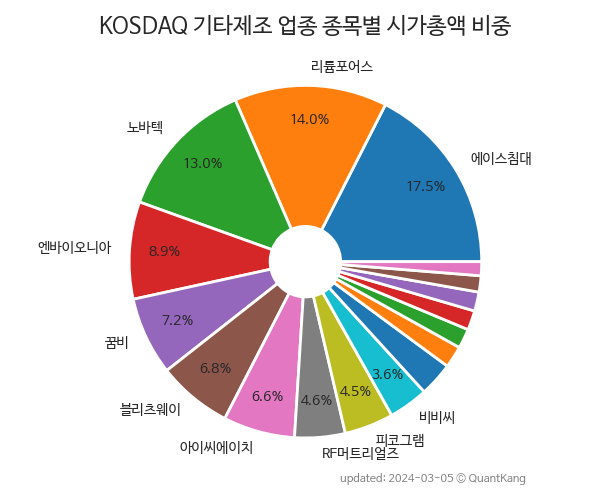 KOSDAQ 기타제조 업종 종목별 시가총액 비중
리튬포어스
14.0%
노바텍
13.0%
에이스침대
17.5%
엔바이오니아
8.9%
꿈비
7.2%
블리츠웨이
6.8%
아이씨에이치
6.6%
RF머트리얼즈
4.6%
피코그램
4.5%
비비씨
3.6%
updated: 2024-03-05 © QuantKang